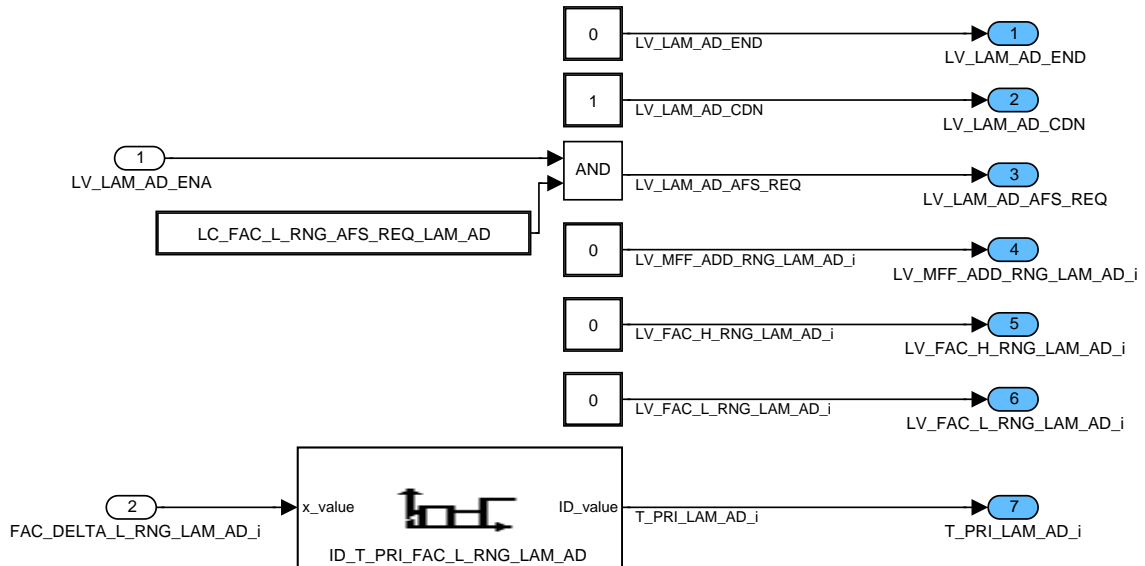 0
LV_LAM_AD_END
1
LV_LAM_AD_END
1
LV_LAM_AD_CDN
2
LV_LAM_AD_CDN
1
LV_LAM_AD_ENA
AND
LV_LAM_AD_AFS_REQ
3
LV_LAM_AD_AFS_REQ
LC_FAC_L_RNG_AFS_REQ_LAM_AD
0
LV_MFF_ADD_RNG_LAM_AD_i
4
LV_MFF_ADD_RNG_LAM_AD_i
0
LV_FAC_H_RNG_LAM_AD_i
5
LV_FAC_H_RNG_LAM_AD_i
0
LV_FAC_L_RNG_LAM_AD_i
6
LV_FAC_L_RNG_LAM_AD_i
2
FAC_DELTA_L_RNG_LAM_AD_i
x_value
ID_value
ID_T_PRI_FAC_L_RNG_LAM_AD
T_PRI_LAM_AD_i
7
T_PRI_LAM_AD_i